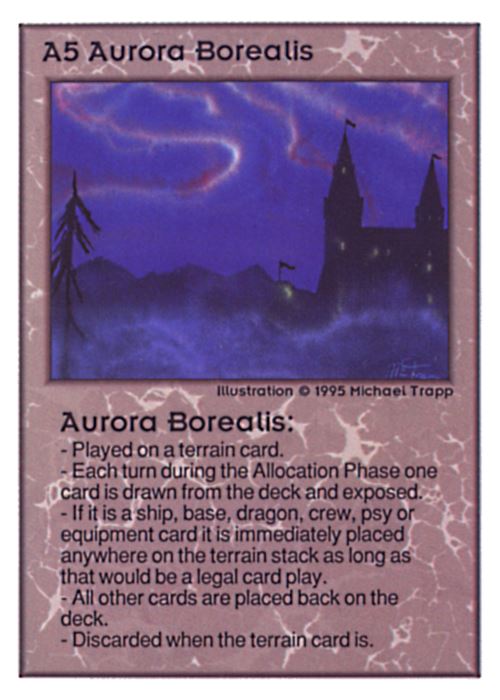 A5 Aurora Borealis
Illustration © 1995 Michael Trapp
Aurora Borealis:
- Played on a terrain card.
- Each turn during the Allocation Phase one
card is drawn from the deck and exposed.
- If it is a ship, base, dragon, crew, psy or
equipment card it is immediately placed
anywhere on the terrain stack as long as
that would be a legal card play.
- All other cards are placed back on the
deck.
- Discarded when the terrain card is.